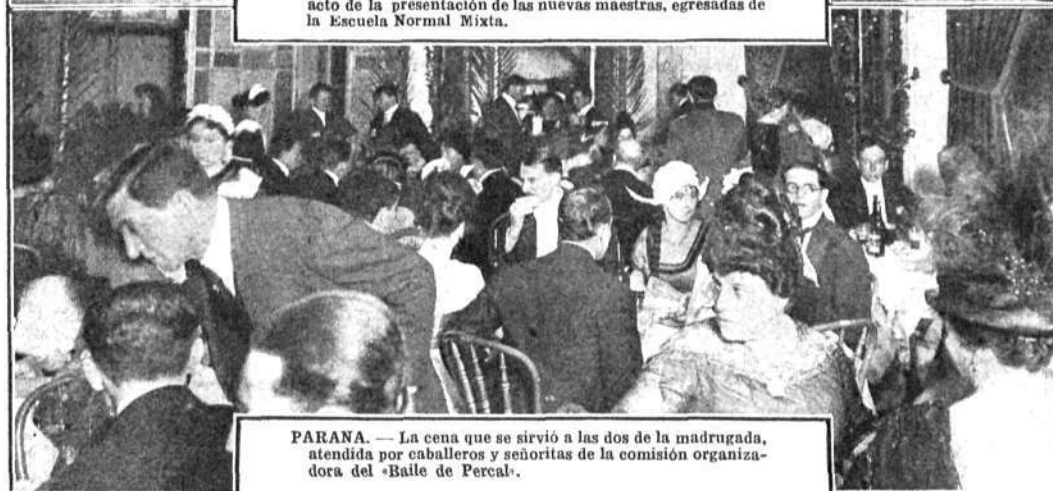 acto de la presentación de las nuevas maestras, egresadas de
la Escuela Normal Mixta.
PARANA. — La cena que se sirvió a las dos de la madrugada,
atendida por caballeros y señoritas de la comisión organiza-
dora del «Baile de Percal».